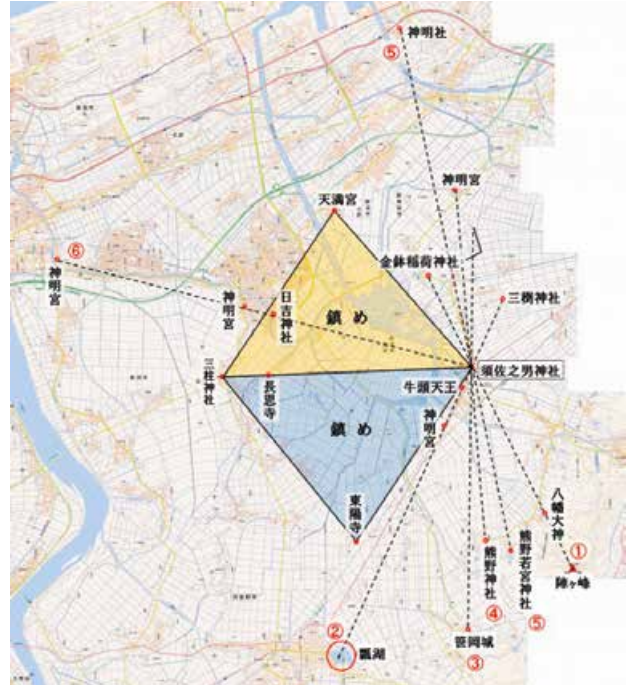 ⑤
神明社
神明宮
天満宮
金鉢稲荷神社
⑥
神明宮
神明宮
日吉神社
三樹神社
鎮め
須佐之男神社
三柱神社
長恩寺
牛頭天王
神明宮
鎮め
東陽寺
八幡大神
①
陣ヶ峰
熊野神社
④
熊野若宮神社
⑤
②
瓢湖
笹岡城
③